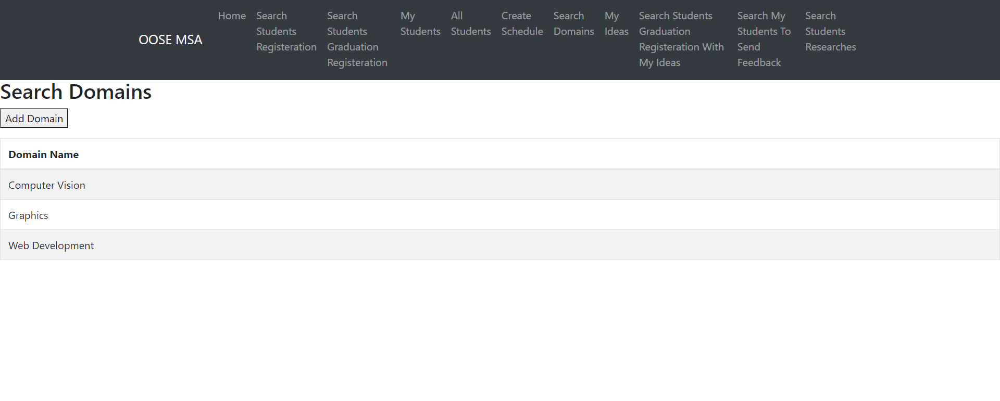 OOSE MSA
Home
Search
Students
Registeration
Search
Students
Graduation
Registeration
My
Students
All
Students
Create
Schedule
Search
Domains
My
Ideas
Search Students
Graduation
Registeration With
My Ideas
Search My
Students To
Send
Feedback
Search
Students
Researches
Search Domains
Add Domain
Domain Name
Computer Vision
Graphics
Web Development